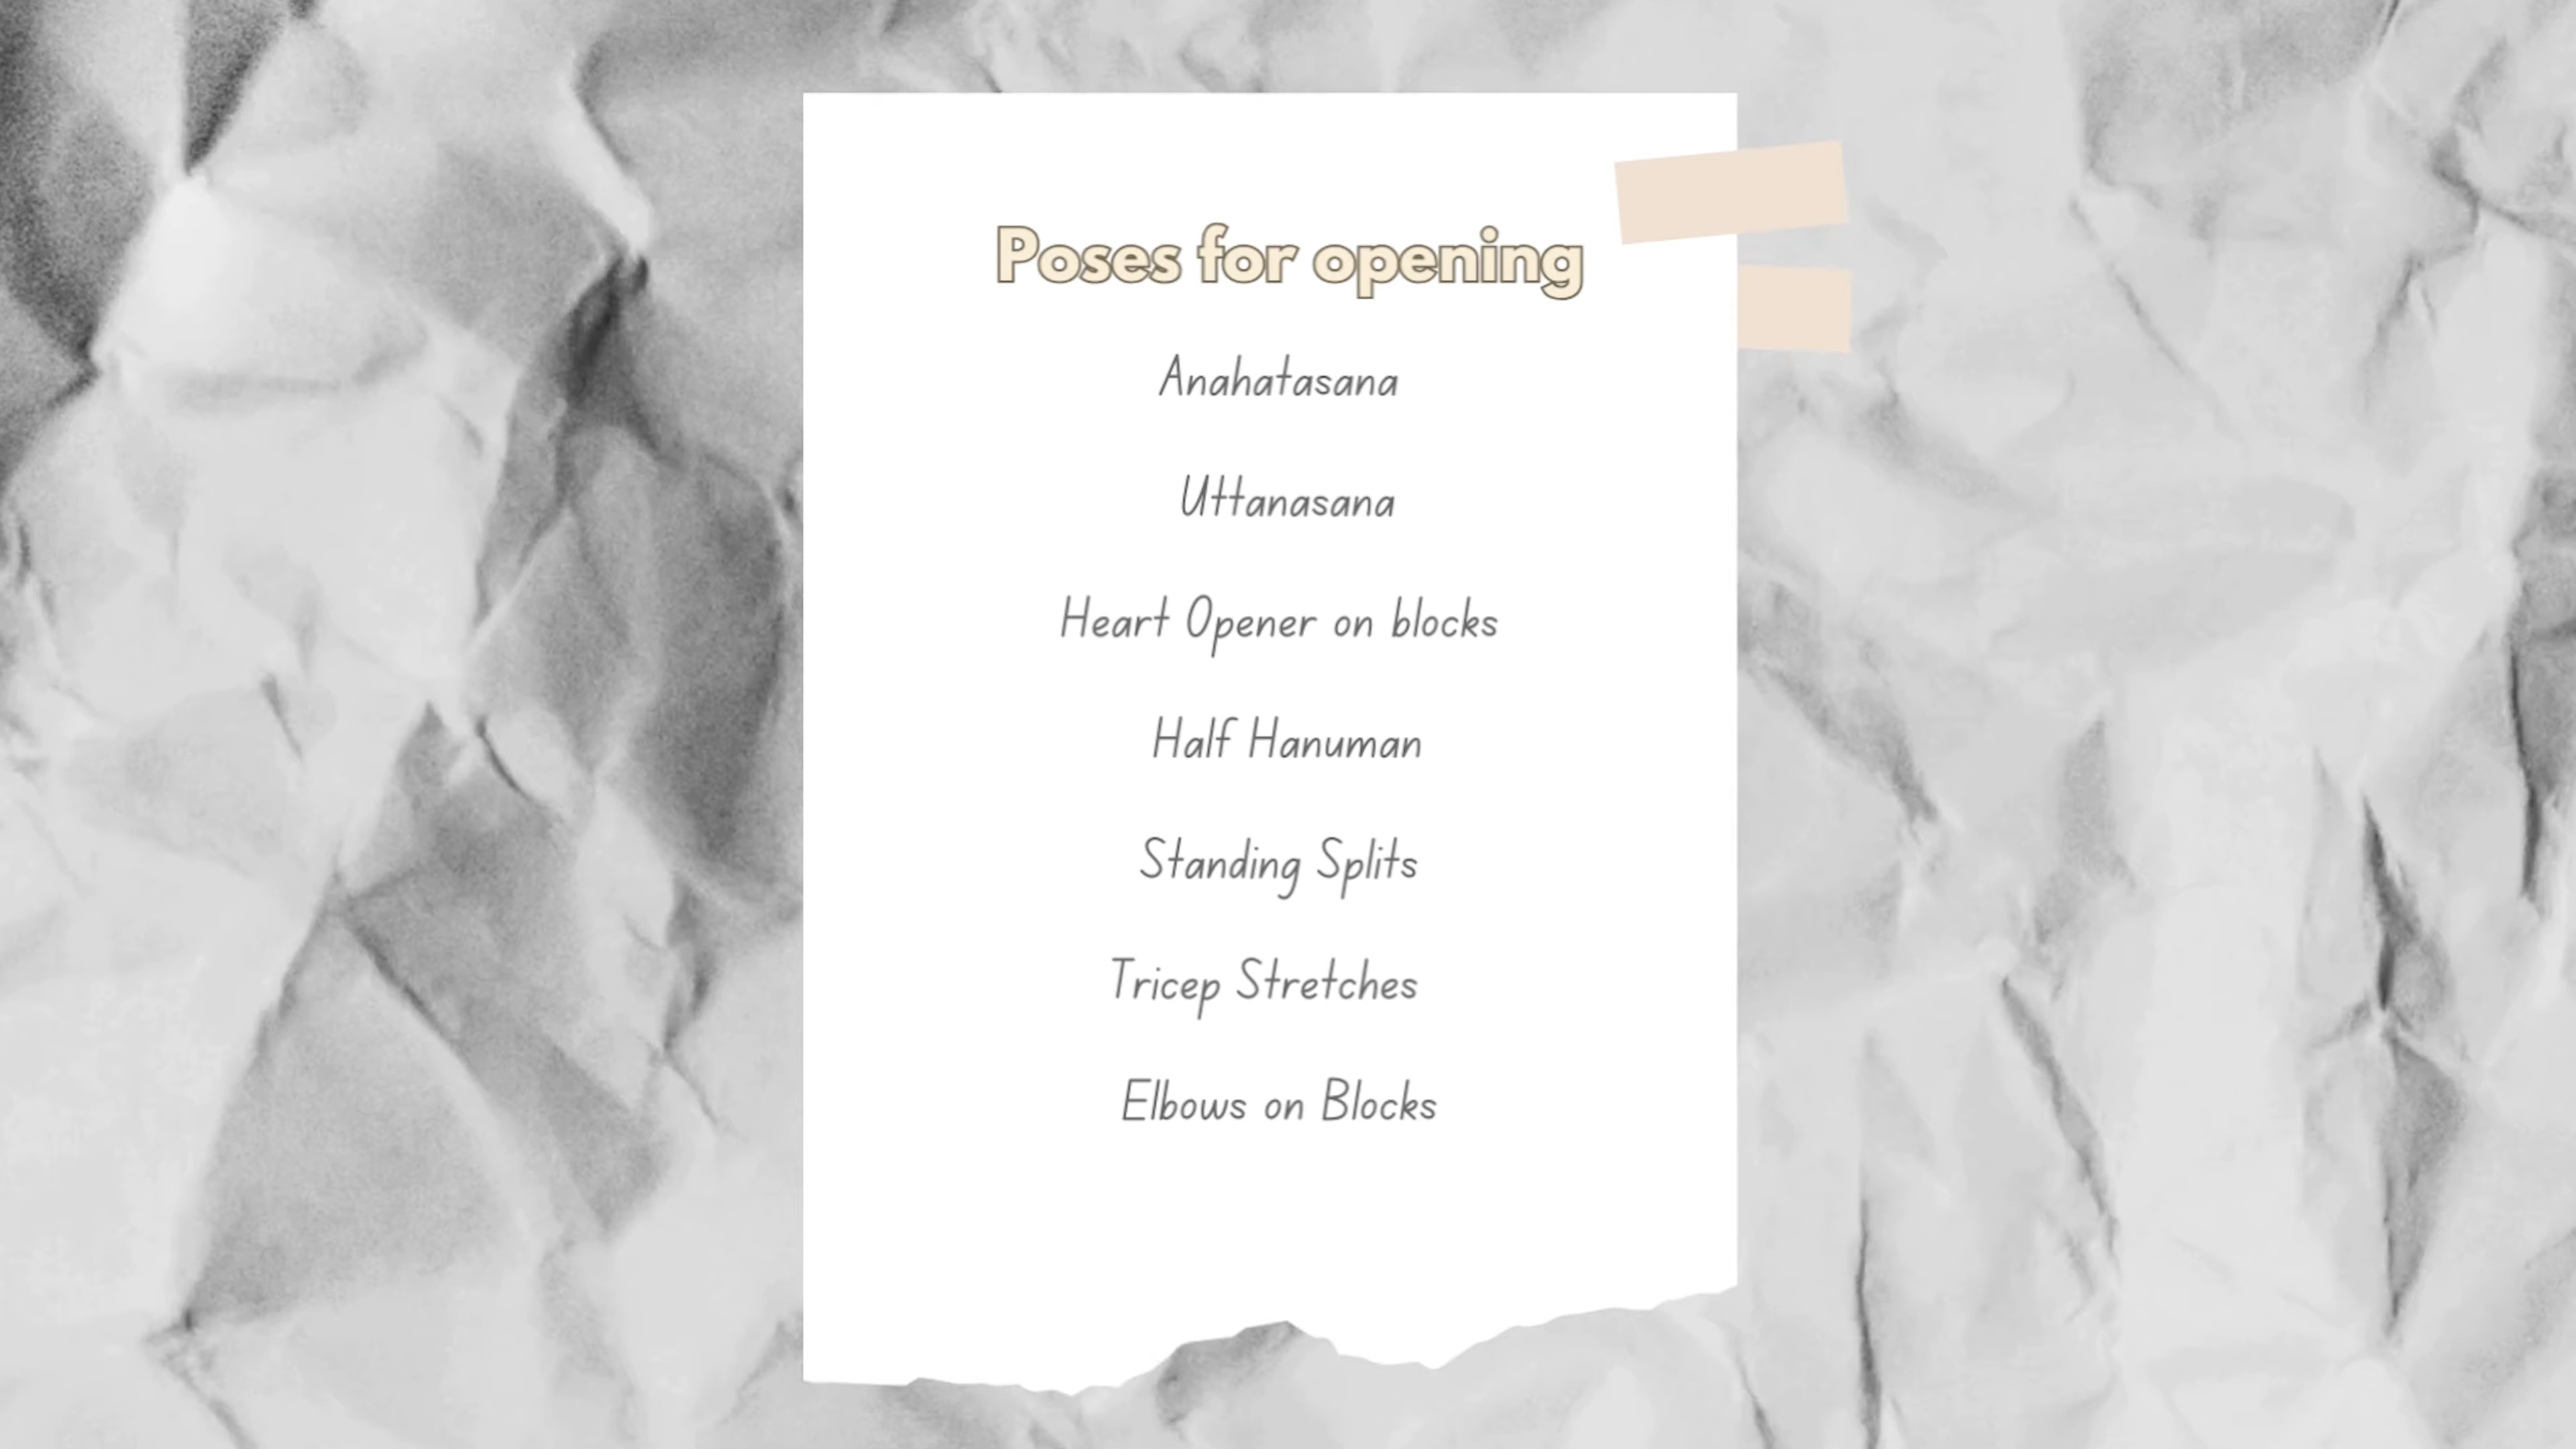 Poses for opening
Anahatasana
Uttanasana
Heart Opener on blocks
Half Hanuman
Standing Splits
Tricep Stretches
Elbows on Blocks